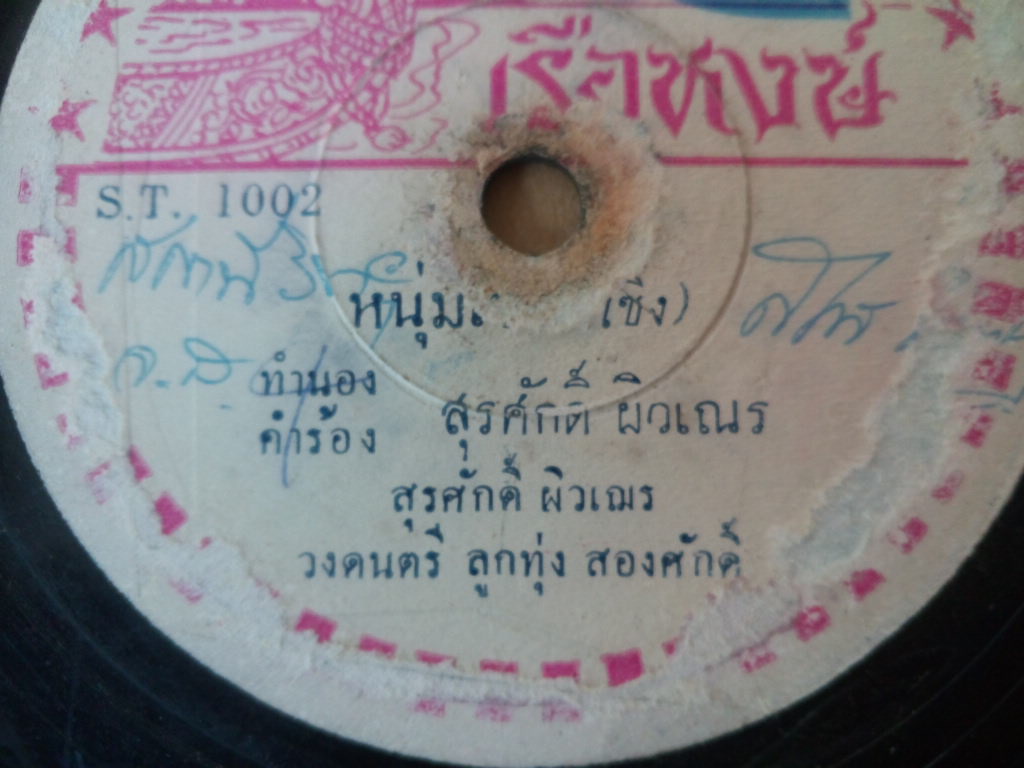 เรือหงษ์
S.T. 1002
หนุ่ม (เซิ้ง)
ทำนอง
คำร้อง สุรศักดิ์ ผิวเณร
สุรศักดิ์ ผิวเณร
วงดนตรี ลูกทุ่ง สองศักดิ์